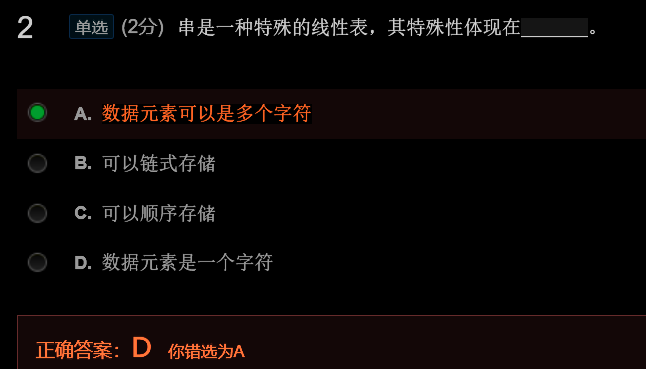 2 单选 (2分) 串是一种特殊的线性表，其特殊性体现在_______。
A. 数据元素可以是多个字符
B. 可以链式存储
C. 可以顺序存储
D. 数据元素是一个字符
正确答案：D 你错选为A